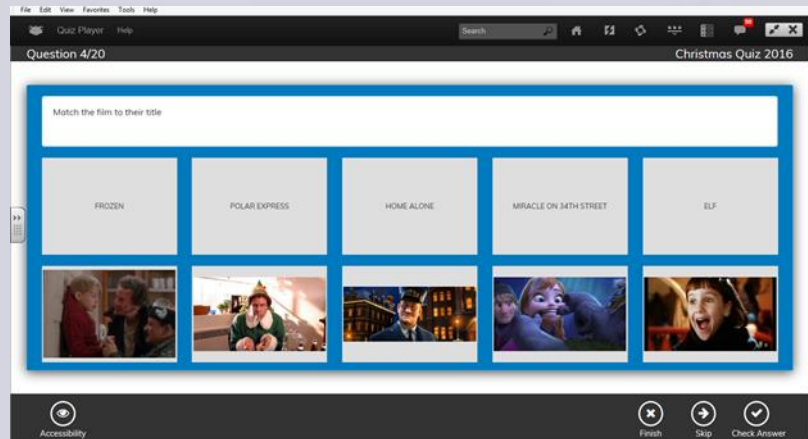 File Edit View Favorites Tools Help
Quiz Player Help Search
Question 4/20 Christmas Quiz 2016
Match the film to their title
FROZEN POLAR EXPRESS HOME ALONE MIRACLE ON 34TH STREET ELF
Accessibility Finish Skip Check Answer